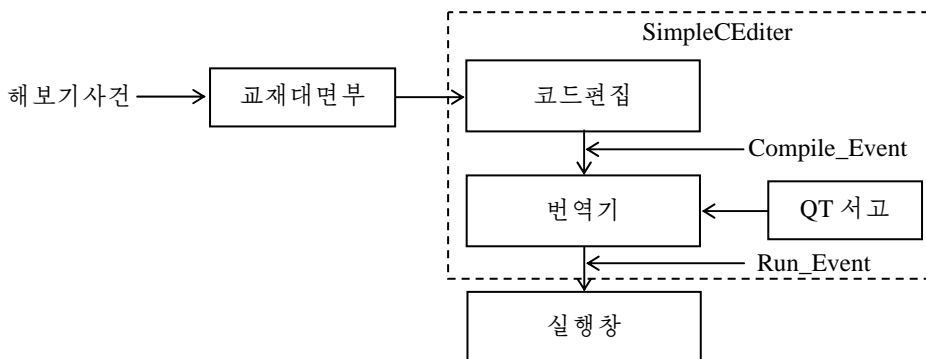 SimpleCEditer
해보기사건
교재대면부
코드편집
Compile_Event
번역기
QT 서고
Run_Event
실행창